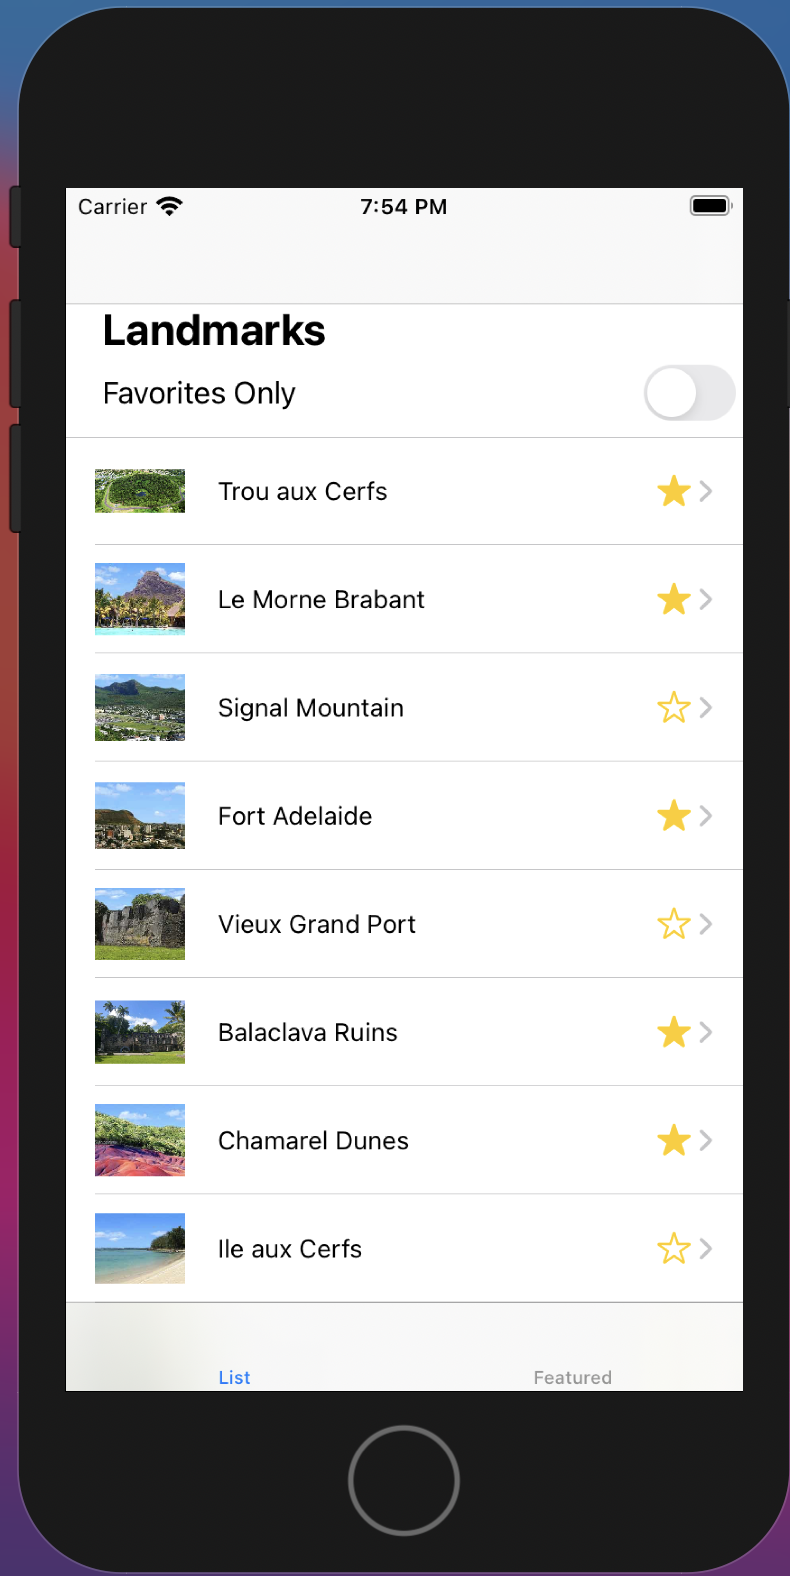 Carrier 7:54 PM
Landmarks
Favorites Only
Trou aux Cerfs
Le Morne Brabant
Signal Mountain
Fort Adelaide
Vieux Grand Port
Balaclava Ruins
Chamarel Dunes
Ile aux Cerfs
List Featured